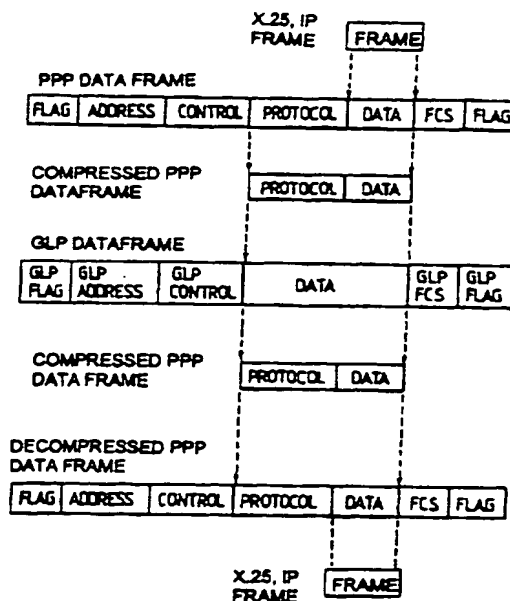 X.25, IP
FRAME
FRAME
PPP DATA FRAME
FLAG ADDRESS CONTROL PROTOCOL DATA FCS FLAG
COMPRESSED PPP
DATAFRAME
PROTOCOL DATA
GLP DATAFRAME
GLP FLAG GLP ADDRESS GLP CONTROL DATA GLP FCS GLP FLAG
COMPRESSED PPP
DATA FRAME
PROTOCOL DATA
DECOMPRESSED PPP
DATA FRAME
FLAG ADDRESS CONTROL PROTOCOL DATA FCS FLAG
X.25, IP
FRAME
FRAME